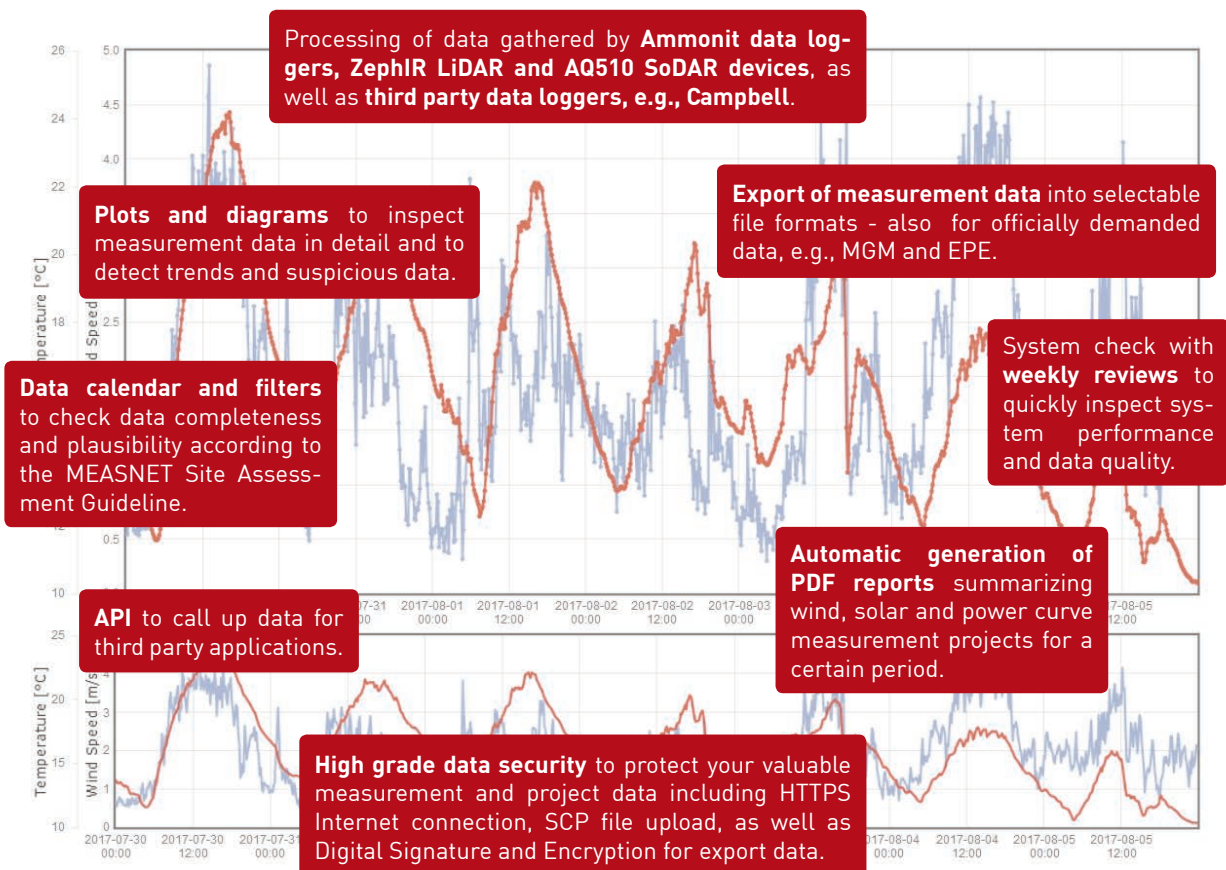 Processing of data gathered by Ammonit data log-
gers, ZephIR LiDAR and AQ510 SoDAR devices, as
well as third party data loggers, e.g., Campbell.
26
5.0
4.5
24
4.0
22
Plots and diagrams to inspect
measurement data in detail and to
detect trends and suspicious data.
Export of measurement data into selectable
file formats - also for officially demanded
data, e.g., MGM and EPE.
20
18
2.5
[°C]
Speed
System check with
weekly reviews to
quickly inspect sys-
tem performance
and data quality.
Data calendar and filters
to check data completeness
and plausibility according to
the MEASNET Site Assess-
ment Guideline.
0.5
10
Automatic generation of
PDF reports summarizing
wind, solar and power curve
measurement projects for a
certain period.
API to call up data for
third party applications.
2017-08-01 2017-08-01 2017-08-02 2017-08-02 2017-08-03
00:00 12:00 00:00 12:00 00:00
12:00
25
20
15
10
Temperature [°C]
Wind Speed [m/s]
4
3
2
1
0
High grade data security to protect your valuable
measurement and project data including HTTPS
Internet connection, SCP file upload, as well as
Digital Signature and Encryption for export data.
2017-07-30 2017-07-30 2017-07-31 2017-08-04 2017-08-05 2017-08-05
00:00 12:00 00:00 00:00 12:00 00:00 12:00